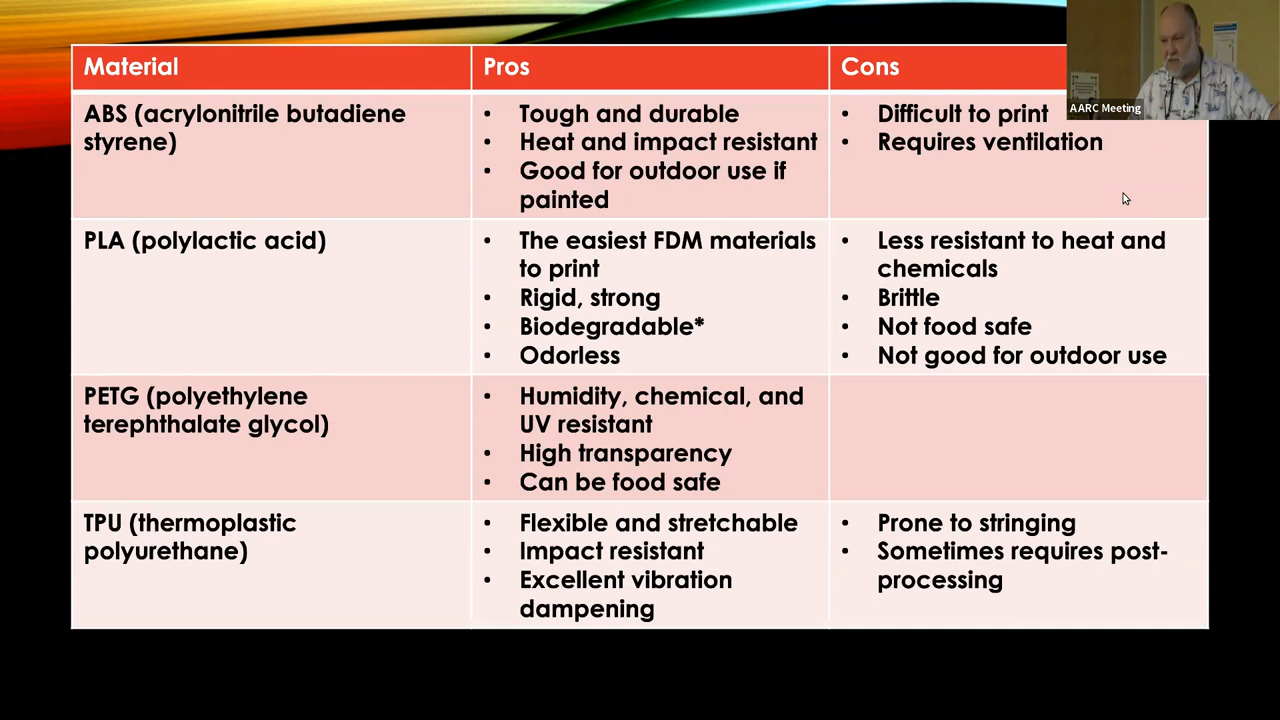 Material
Pros
Cons
AARC Meeting
ABS (acrylonitrile butadiene
styrene)
• Tough and durable
• Heat and impact resistant
• Good for outdoor use if
painted
• Difficult to print
• Requires ventilation
PLA (polylactic acid)
• The easiest FDM materials
to print
• Rigid, strong
• Biodegradable*
• Odorless
• Less resistant to heat and
chemicals
• Brittle
• Not food safe
• Not good for outdoor use
PETG (polyethylene
terephthalate glycol)
• Humidity, chemical, and
UV resistant
• High transparency
• Can be food safe
TPU (thermoplastic
polyurethane)
• Flexible and stretchable
• Impact resistant
• Excellent vibration
dampening
• Prone to stringing
• Sometimes requires post-
processing